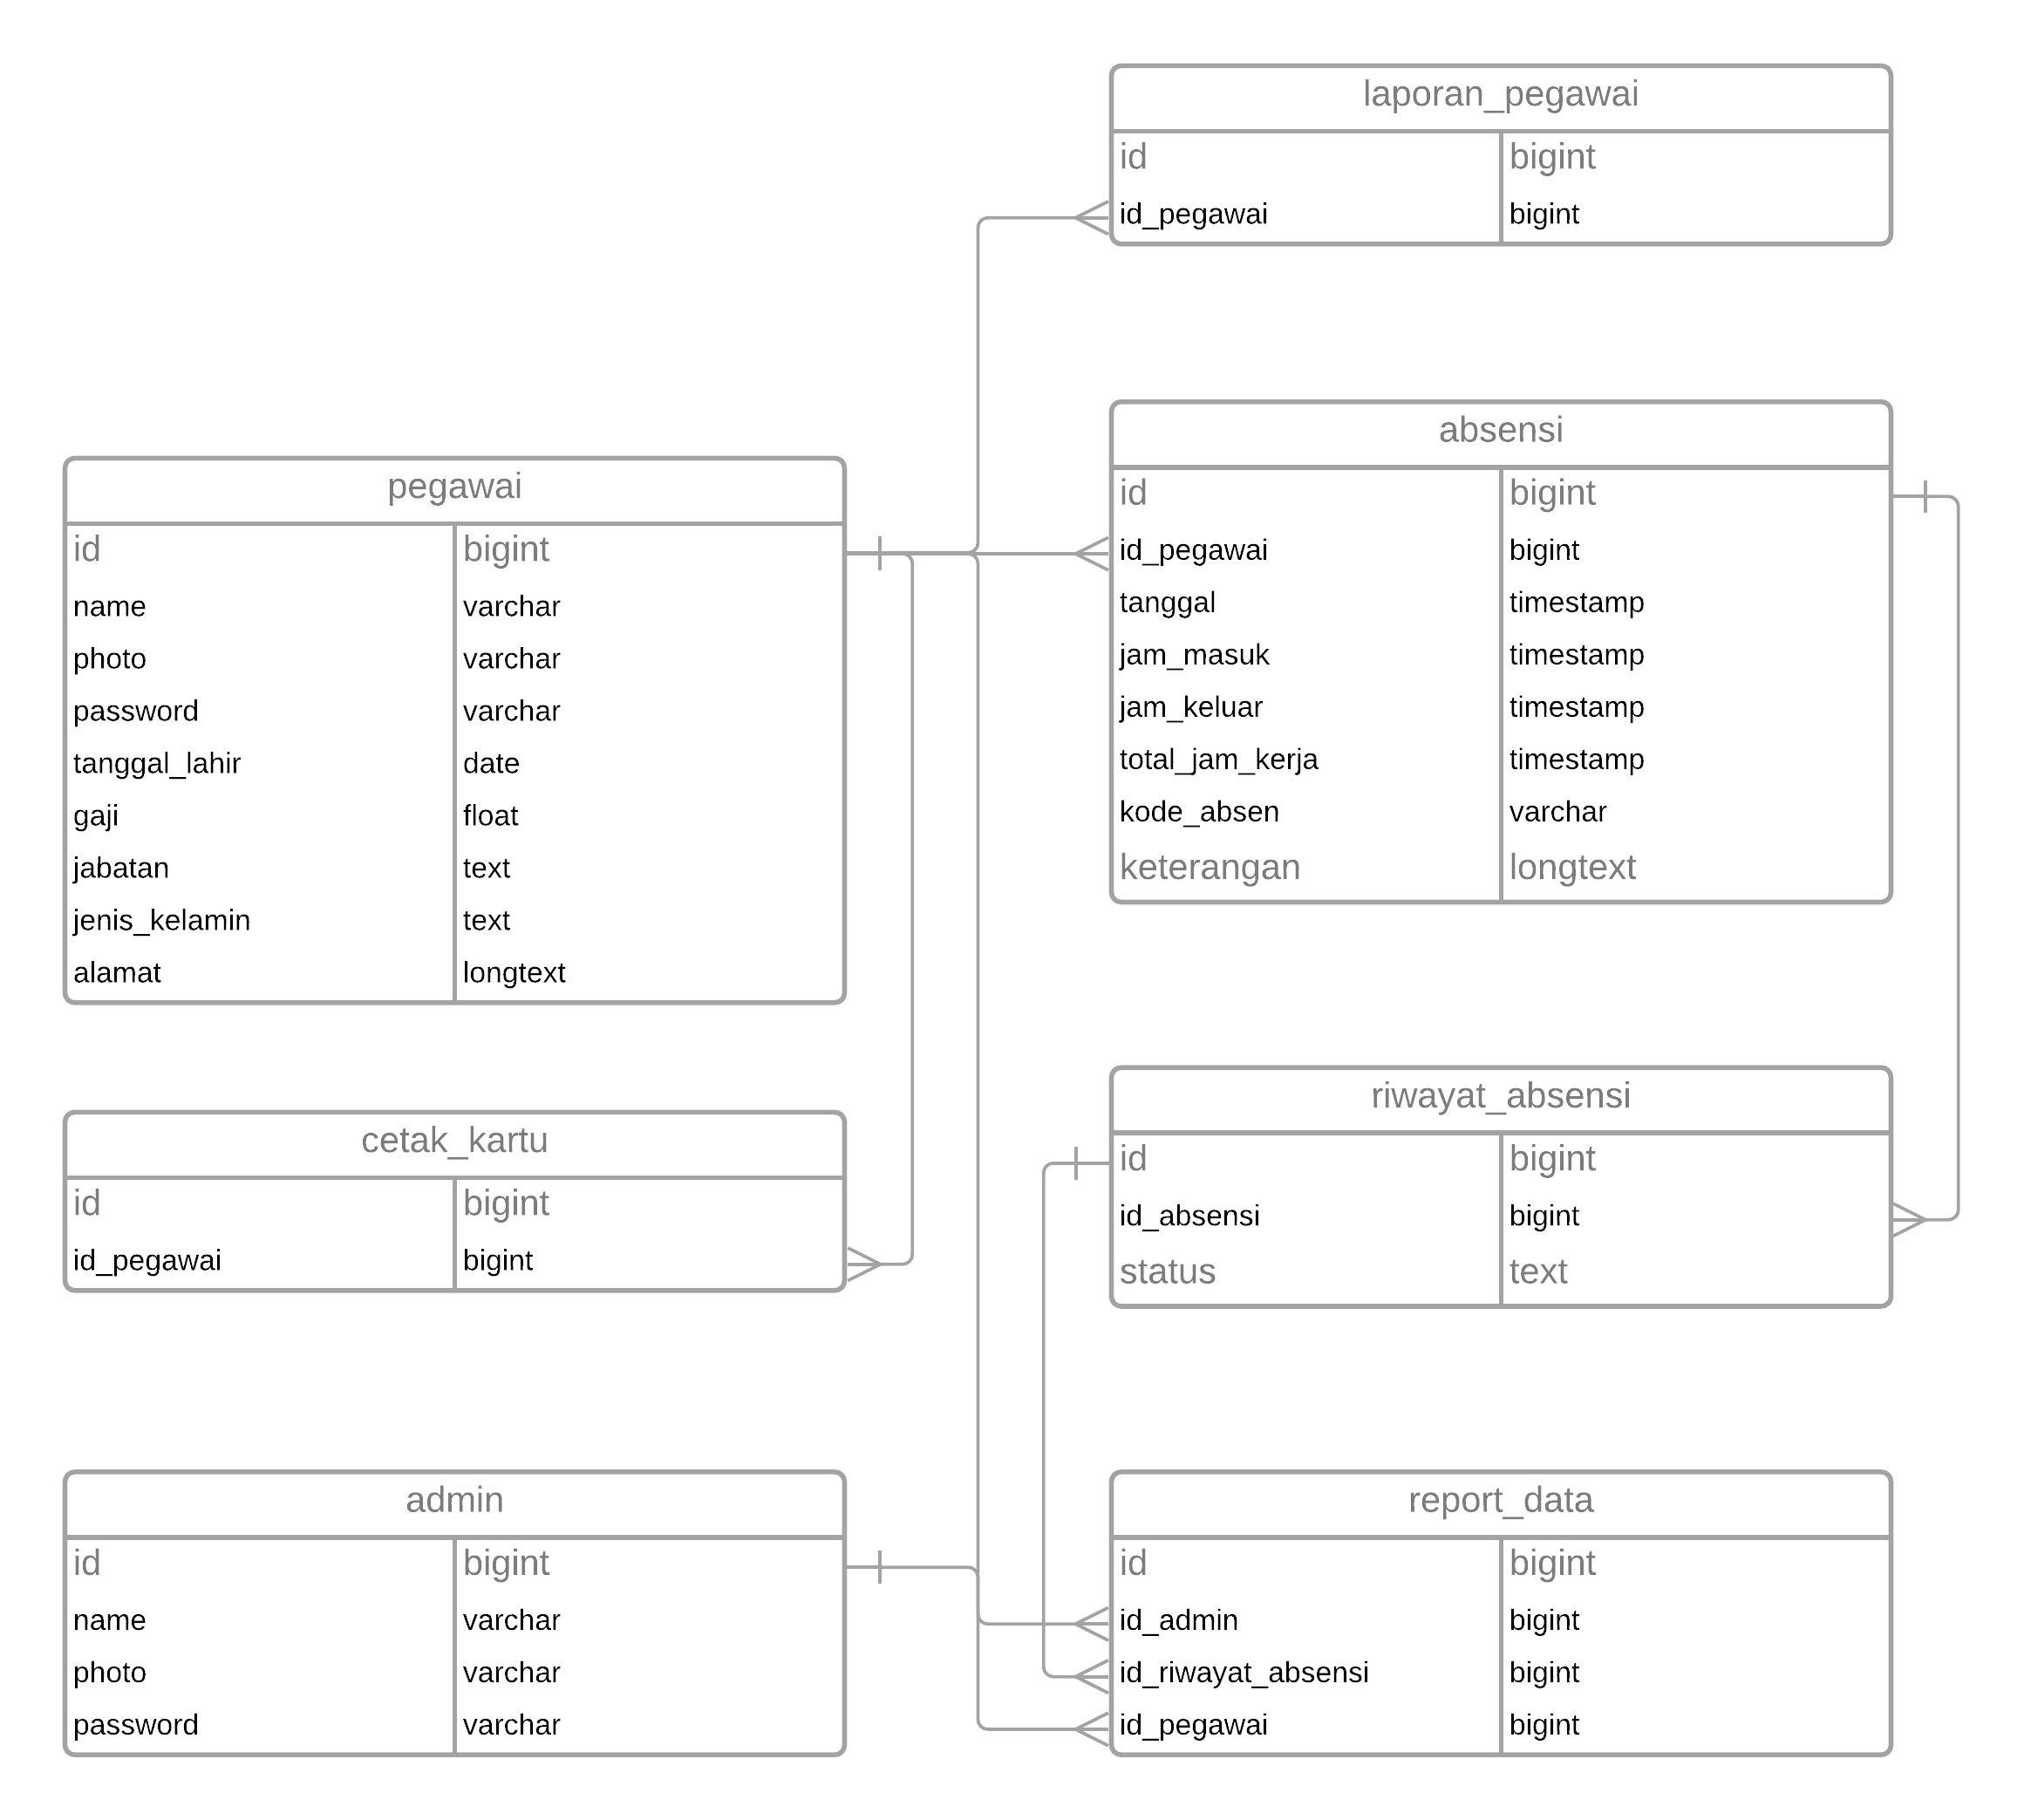 laporan_pegawai
id bigint
id_pegawai bigint
absensi
id bigint
id_pegawai bigint
tanggal timestamp
jam_masuk timestamp
jam_keluar timestamp
total_jam_kerja timestamp
kode_absen varchar
keterangan longtext
pegawai
id bigint
name varchar
photo varchar
password varchar
tanggal_lahir date
gaji float
jabatan text
jenis_kelamin text
alamat longtext
riwayat_absensi
id bigint
id_absensi bigint
status text
cetak_kartu
id bigint
id_pegawai bigint
admin
id bigint
name varchar
photo varchar
password varchar
report_data
id bigint
id_admin bigint
id_riwayat_absensi bigint
id_pegawai bigint